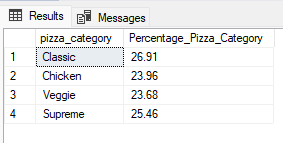 Results Messages
pizza_category Percentage_Pizza_Category
1 Classic 26.91
2 Chicken 23.96
3 Veggie 23.68
4 Supreme 25.46